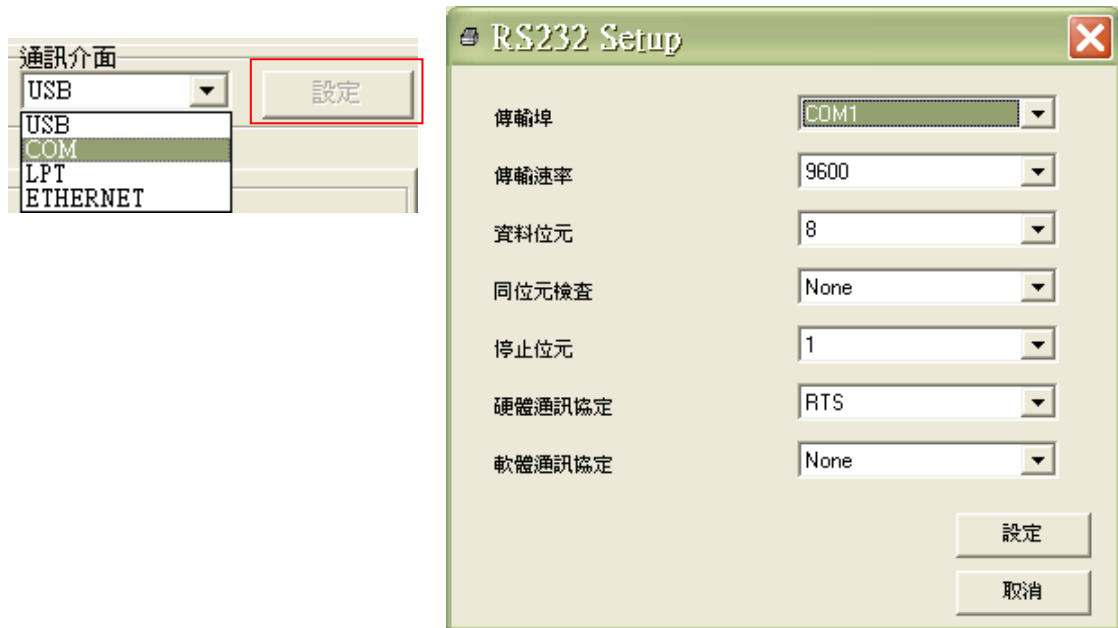 通訊介面
USB
設定
USB
COM
LPT
ETHERNET
RS232 Setup
傳輸埠 COM1
傳輸速率 9600
資料位元 8
同位元檢查 None
停止位元 1
硬體通訊協定 RTS
軟體通訊協定 None
設定
取消